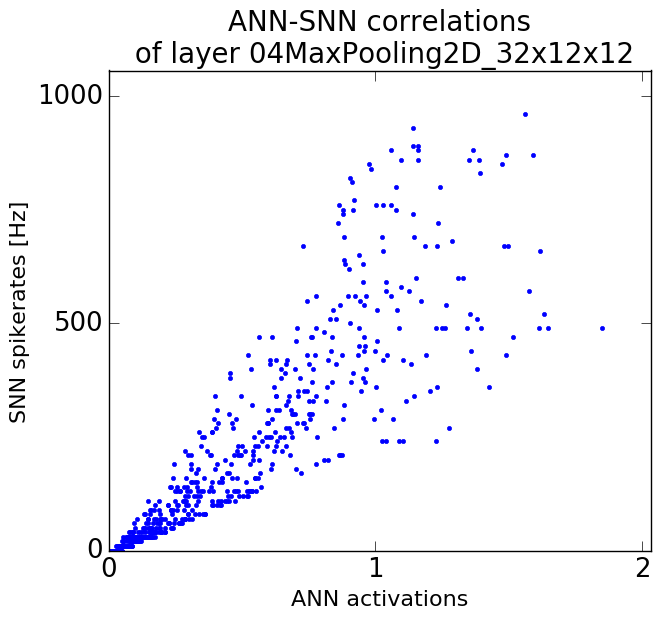 ANN-SNN correlations
of layer 04MaxPooling2D_32x12x12
1000
500
0
SNN spikerates [Hz]
0 1 2
ANN activations